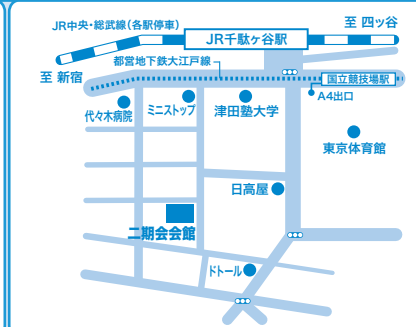 JR中央・総武線(各駅停車)
至 四ッ谷
JR千駄ヶ谷駅
都営地下鉄大江戸線
至 新宿
国立競技場駅
A4出口
代々木病院
ミニストップ
津田塾大学
東京体育館
日高屋
二期会会館
ドトール